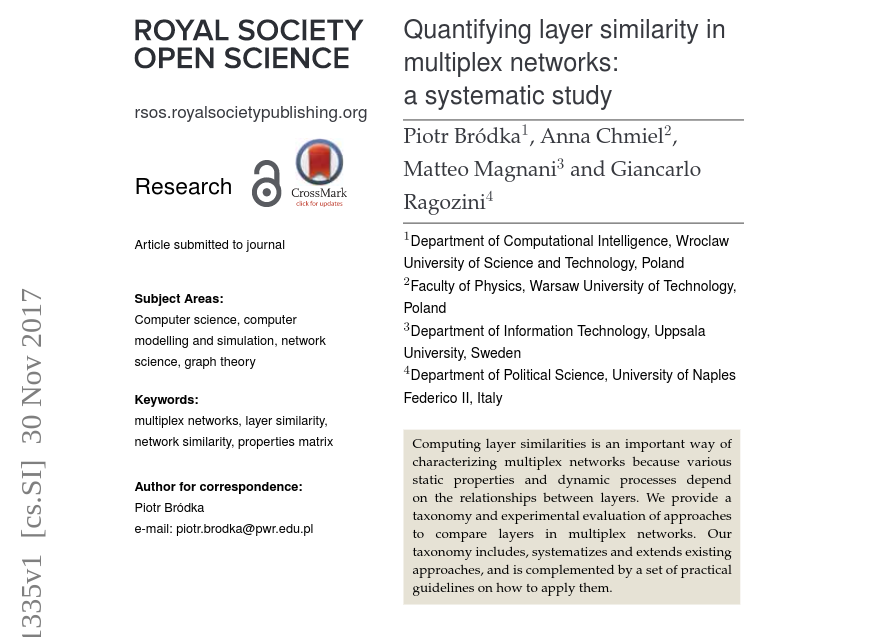 ROYAL SOCIETY
OPEN SCIENCE
rsos.royalsocietypublishing.org
Research
CrossMark
click for updates
Article submitted to journal
Subject Areas:
Computer science, computer
modelling and simulation, network
science, graph theory
Keywords:
multiplex networks, layer similarity,
network similarity, properties matrix
Author for correspondence:
Piotr Bródka
e-mail: piotr.brodka@pwr.edu.pl
Quantifying layer similarity in
multiplex networks:
a systematic study
Piotr Bródka1, Anna Chmiel2,
Matteo Magnani3 and Giancarlo
Ragozini4
1Department of Computational Intelligence, Wroclaw
University of Science and Technology, Poland
2Faculty of Physics, Warsaw University of Technology,
Poland
3Department of Information Technology, Uppsala
University, Sweden
4Department of Political Science, University of Naples
Federico II, Italy
Computing layer similarities is an important way of
characterizing multiplex networks because various
static properties and dynamic processes depend
on the relationships between layers. We provide a
taxonomy and experimental evaluation of approaches
to compare layers in multiplex networks. Our
taxonomy includes, systematizes and extends existing
approaches, and is complemented by a set of practical
guidelines on how to apply them.
1335v1 [cs.SI] 30 Nov 2017